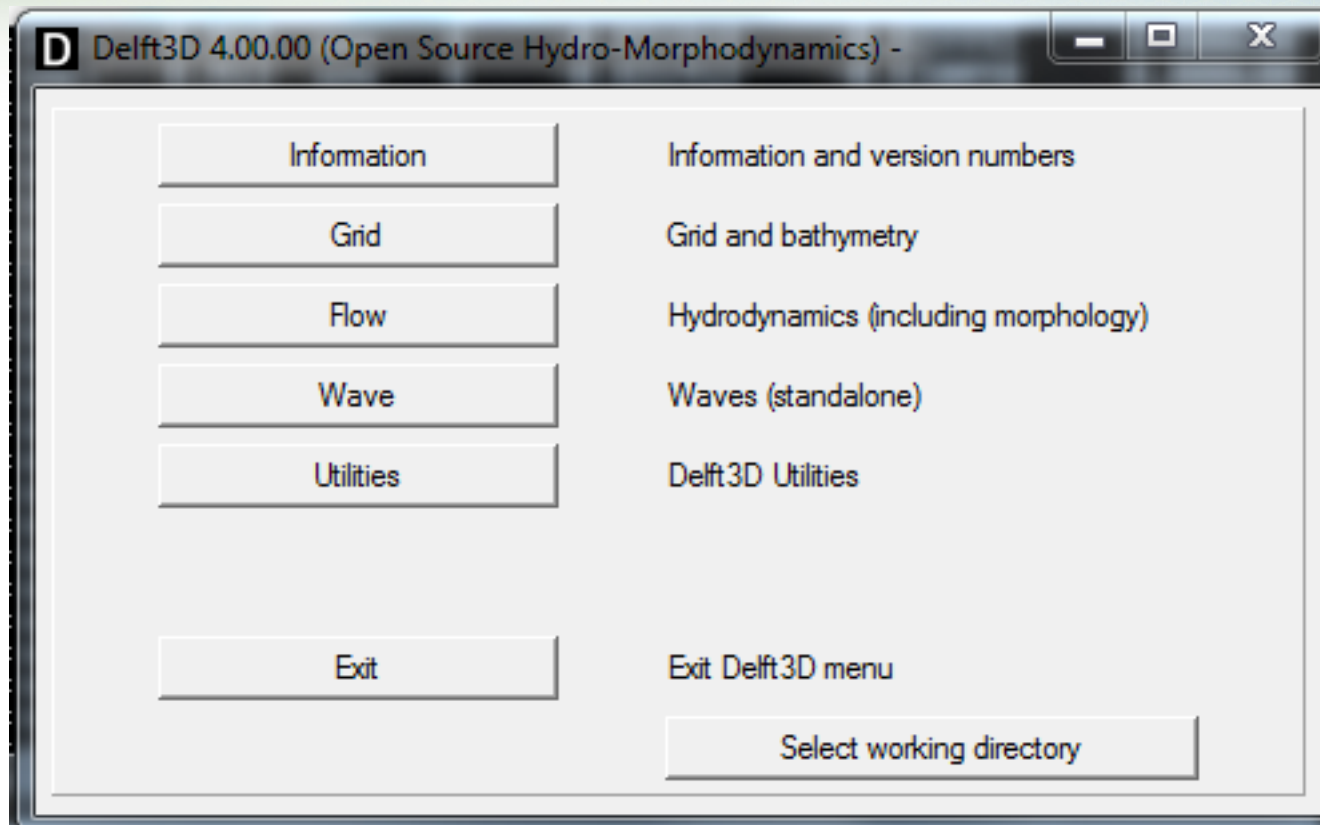 D Delft3D 4.00.00 (Open Source Hydro-Morphodynamics) -
Information Information and version numbers
Grid Grid and bathymetry
Flow Hydrodynamics (including morphology)
Wave Waves (standalone)
Utilities Delft3D Utilities
Exit Exit Delft3D menu
Select working directory